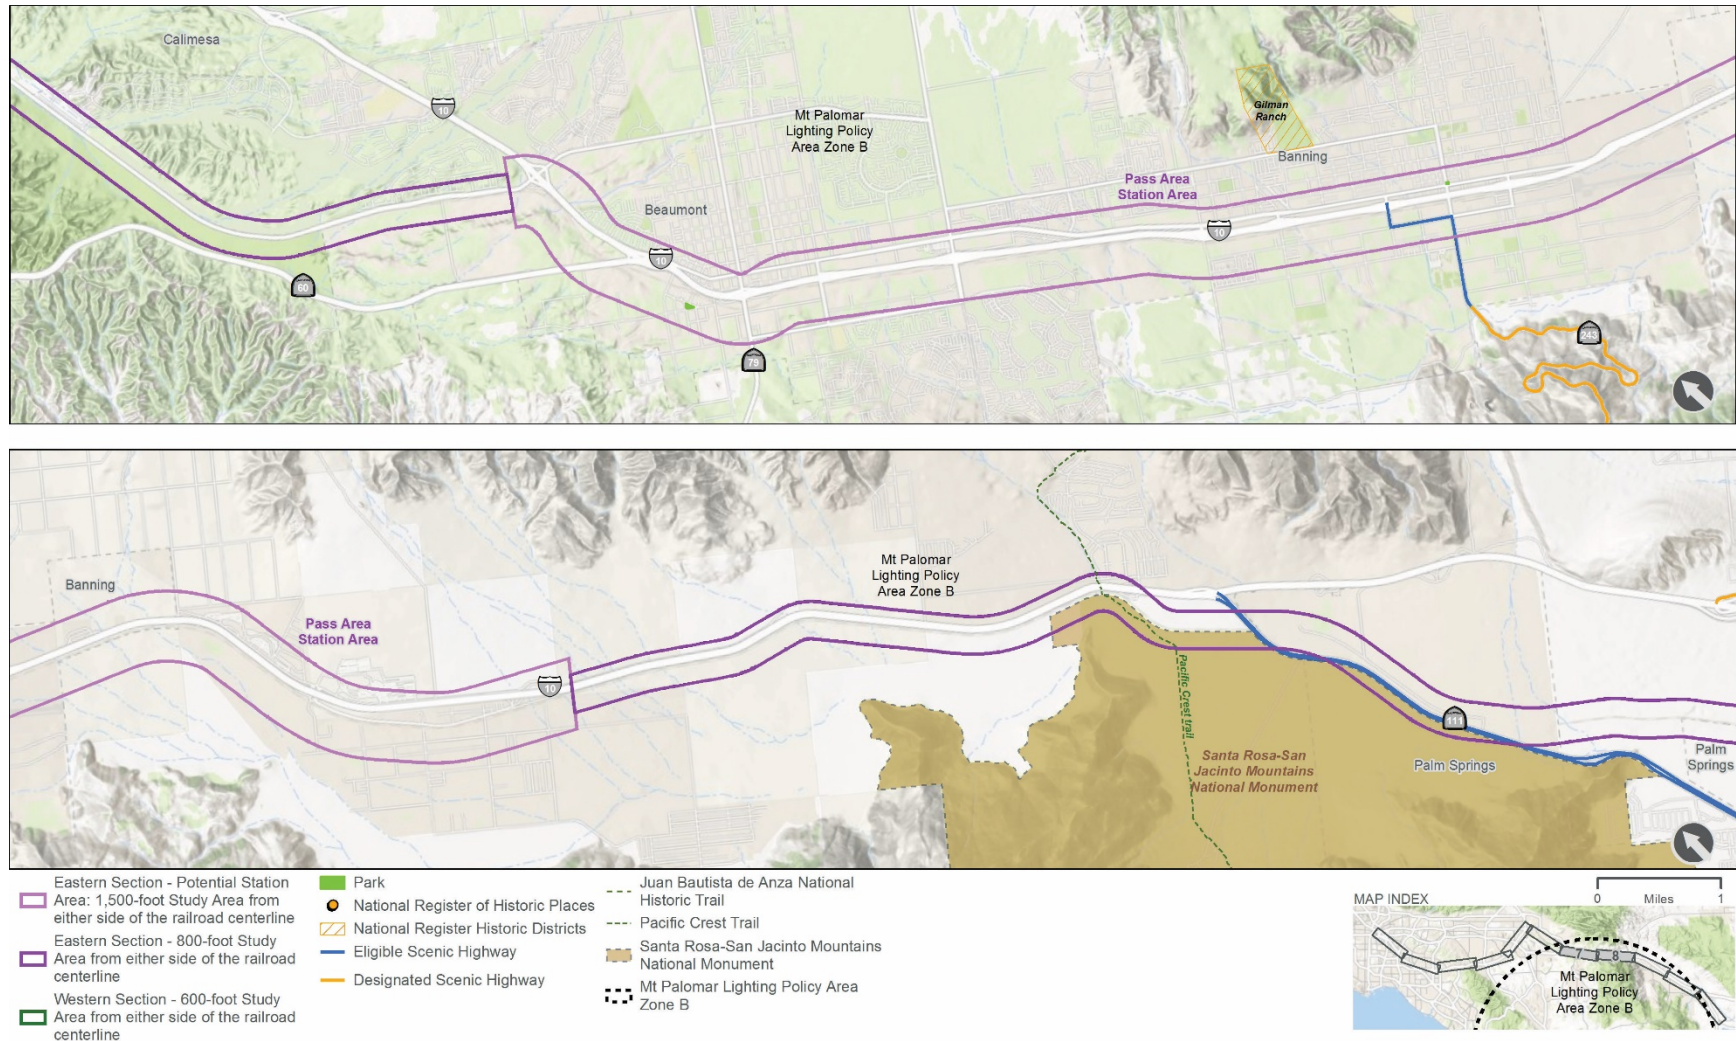 Calimesa
10
Mt Palomar
Lighting Policy
Area Zone B
Gilman
Ranch
Banning
Pass Area
Station Area
Beaumont
10
10
60
79
243
Banning
Pass Area
Station Area
10
Mt Palomar
Lighting Policy
Area Zone B
Pacific Crest trail
Santa Rosa-San
Jacinto Mountains
National Monument
111
Palm Springs
Palm
Springs
Eastern Section - Potential Station
Area: 1,500-foot Study Area from
either side of the railroad centerline
Eastern Section - 800-foot Study
Area from either side of the railroad
centerline
Western Section - 600-foot Study
Area from either side of the railroad
centerline
Park
National Register of Historic Places
National Register Historic Districts
Eligible Scenic Highway
Designated Scenic Highway
Juan Bautista de Anza National
Historic Trail
Pacific Crest Trail
Santa Rosa-San Jacinto Mountains
National Monument
Mt Palomar Lighting Policy Area
Zone B
0 Miles 1
MAP INDEX
7 8
Mt Palomar
Lighting Policy
Area Zone B